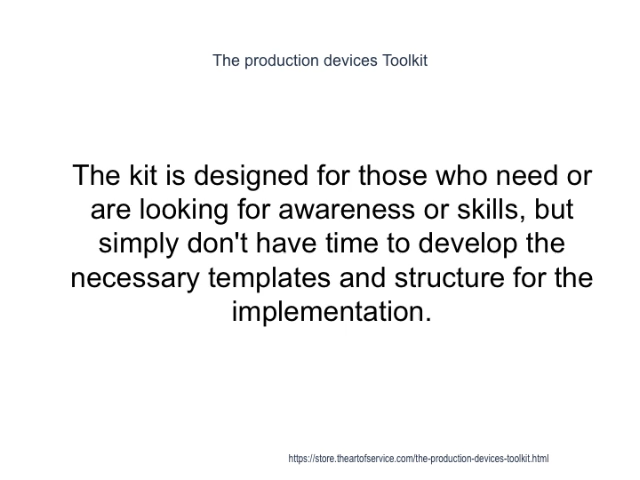 The production devices Toolkit
The kit is designed for those who need or
are looking for awareness or skills, but
simply don't have time to develop the
necessary templates and structure for the
implementation.
https://store.theartofservice.com/the-production-devices-toolkit.html